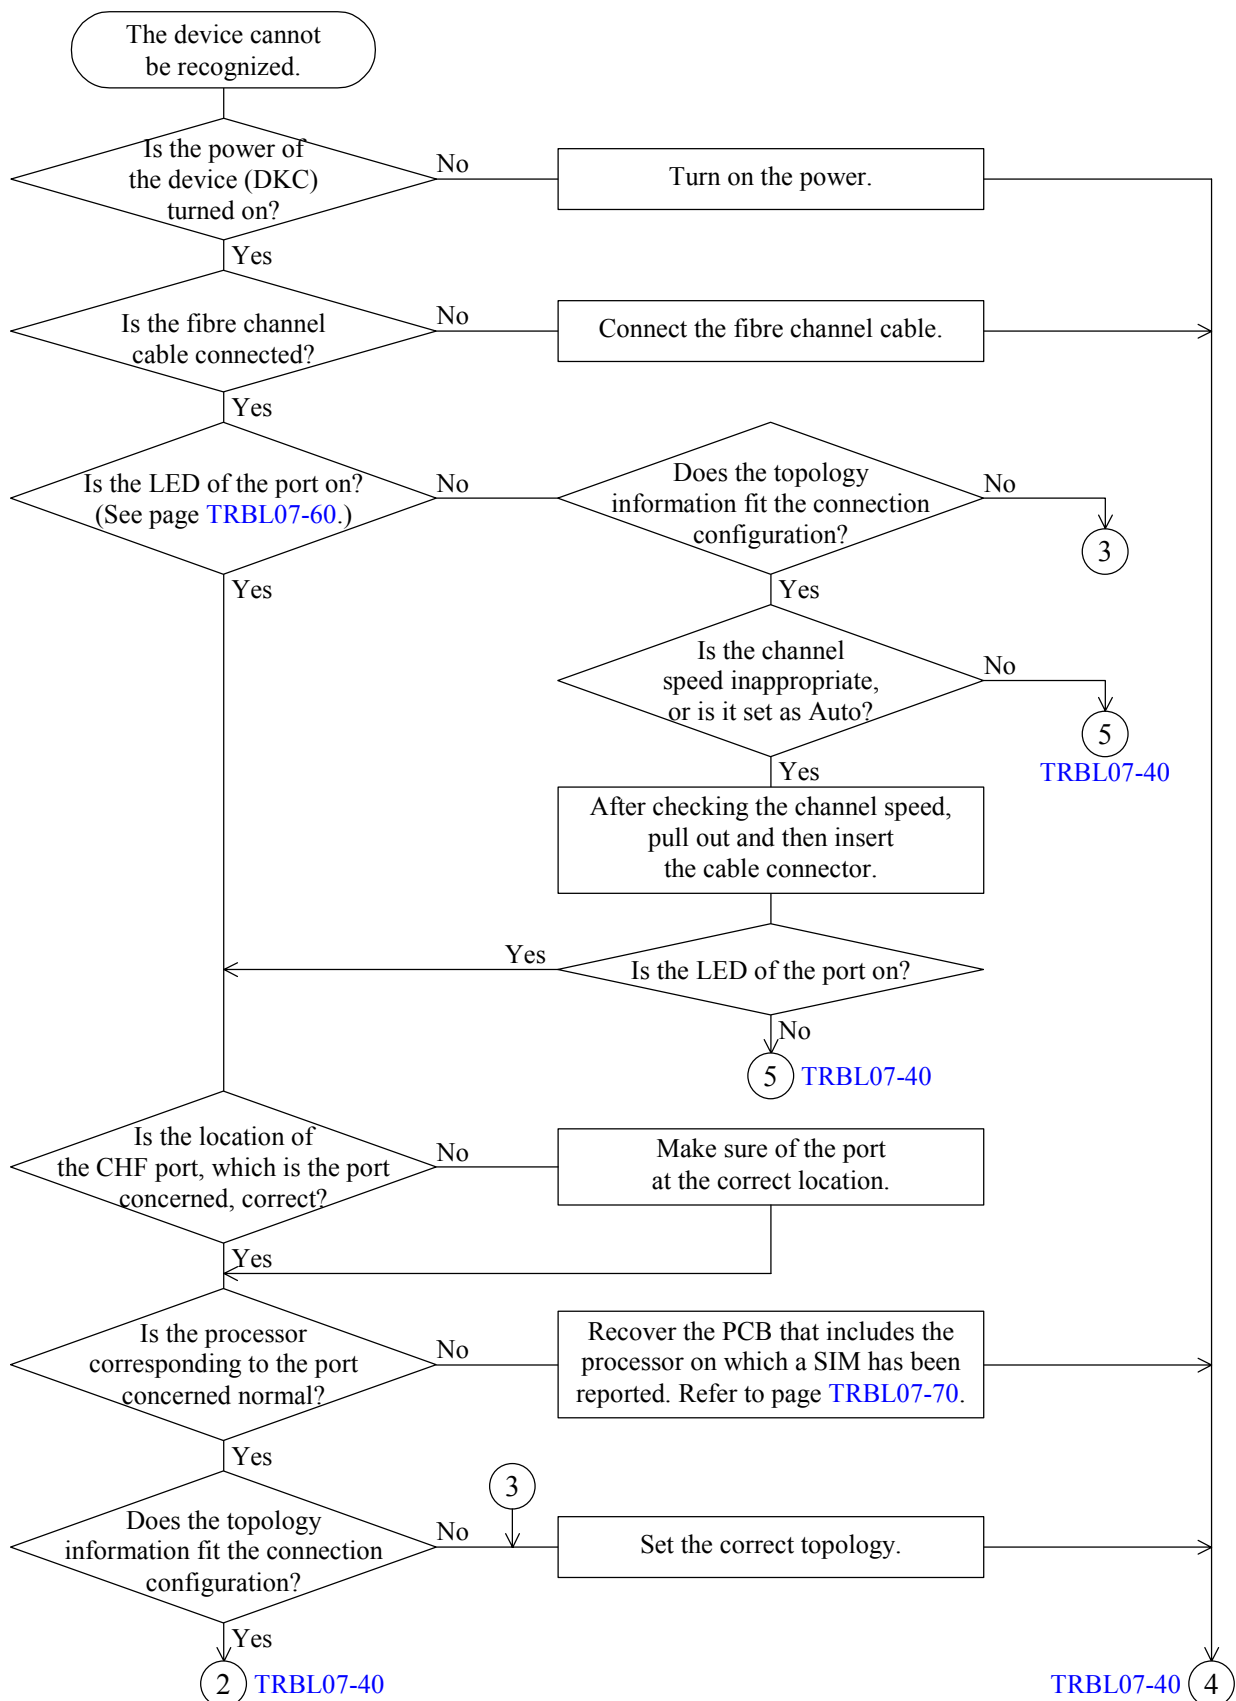 The device cannot
be recognized.
Is the power of
the device (DKC)
turned on?
No
Turn on the power.
Yes
Is the fibre channel
cable connected?
No
Connect the fibre channel cable.
Yes
Is the LED of the port on?
(See page TRBL07-60.)
No
Does the topology
information fit the connection
configuration?
No
3
Yes
Yes
Is the channel
speed inappropriate,
or is it set as Auto?
No
5
TRBL07-40
Yes
After checking the channel speed,
pull out and then insert
the cable connector.
Is the LED of the port on?
Yes
No
5 TRBL07-40
Is the location of
the CHF port, which is the port
concerned, correct?
No
Make sure of the port
at the correct location.
Yes
Is the processor
corresponding to the port
concerned normal?
No
Recover the PCB that includes the
processor on which a SIM has been
reported. Refer to page TRBL07-70.
Yes
3
Does the topology
information fit the connection
configuration?
No
Set the correct topology.
Yes
2 TRBL07-40
TRBL07-40 4